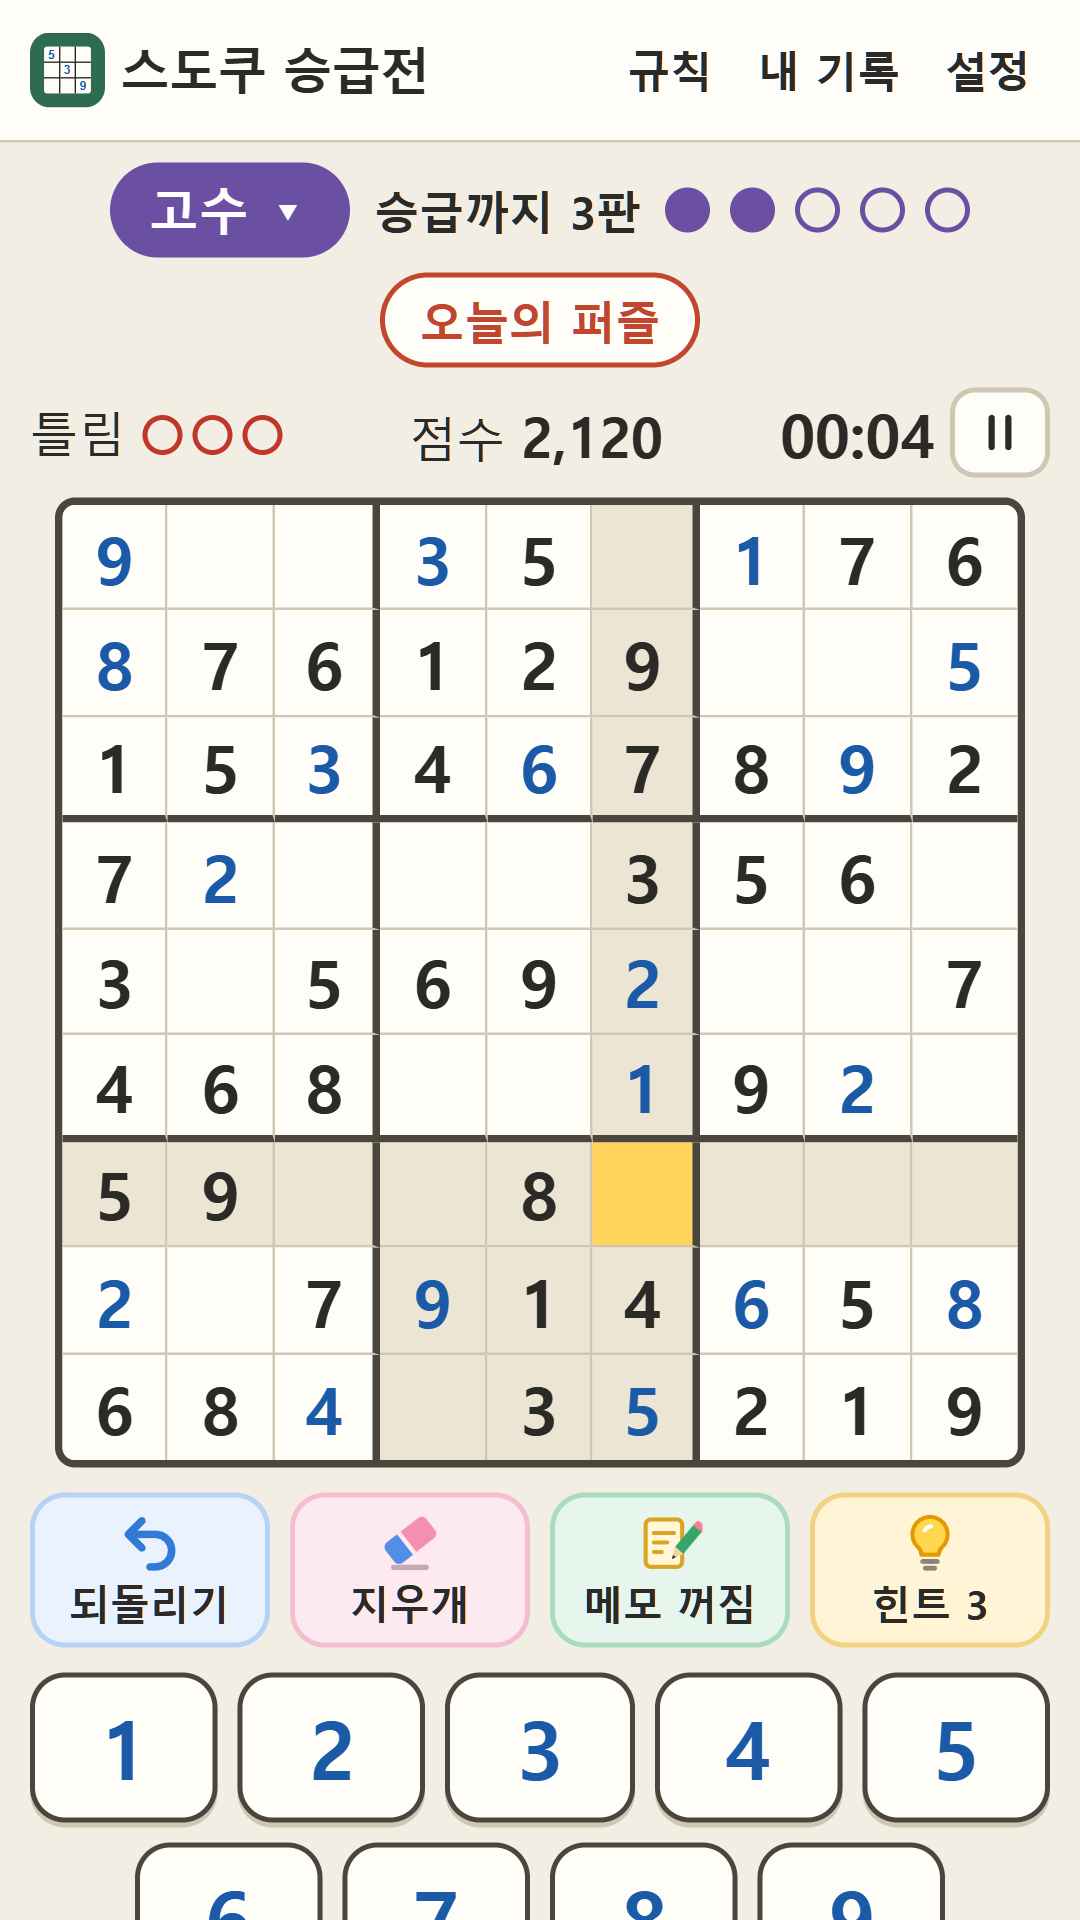 스도쿠 승급전 규칙 내 기록 설정
고수 ▼ 승급까지 3판
오늘의 퍼즐
틀림 점수 2,120 00:04
9 3 5 1 7 6
8 7 6 1 2 9 5
1 5 3 4 6 7 8 9 2
7 2 3 5 6
3 5 6 9 2 7
4 6 8 1 9 2
5 9 8
2 7 9 1 4 6 5 8
6 8 4 3 5 2 1 9
되돌리기 지우개 메모 꺼짐 힌트 3
1 2 3 4 5
6 7 8 9